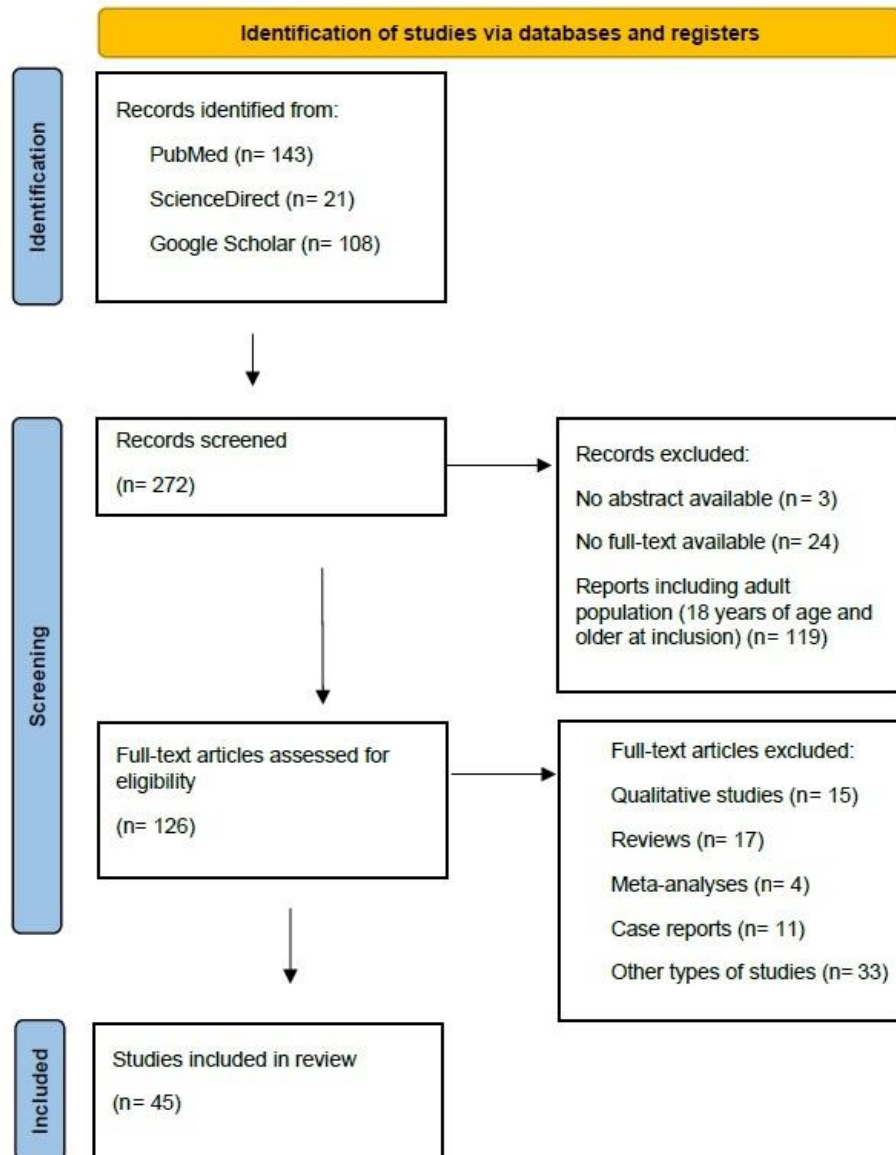 Identification of studies via databases and registers
Identification
Records identified from:
PubMed (n= 143)
ScienceDirect (n= 21)
Google Scholar (n= 108)
Screening
Records screened
(n= 272)
Records excluded:
No abstract available (n= 3)
No full-text available (n= 24)
Reports including adult
population (18 years of age and
older at inclusion) (n= 119)
Full-text articles assessed for
eligibility
(n= 126)
Full-text articles excluded:
Qualitative studies (n= 15)
Reviews (n= 17)
Meta-analyses (n= 4)
Case reports (n= 11)
Other types of studies (n= 33)
Included
Studies included in review
(n= 45)